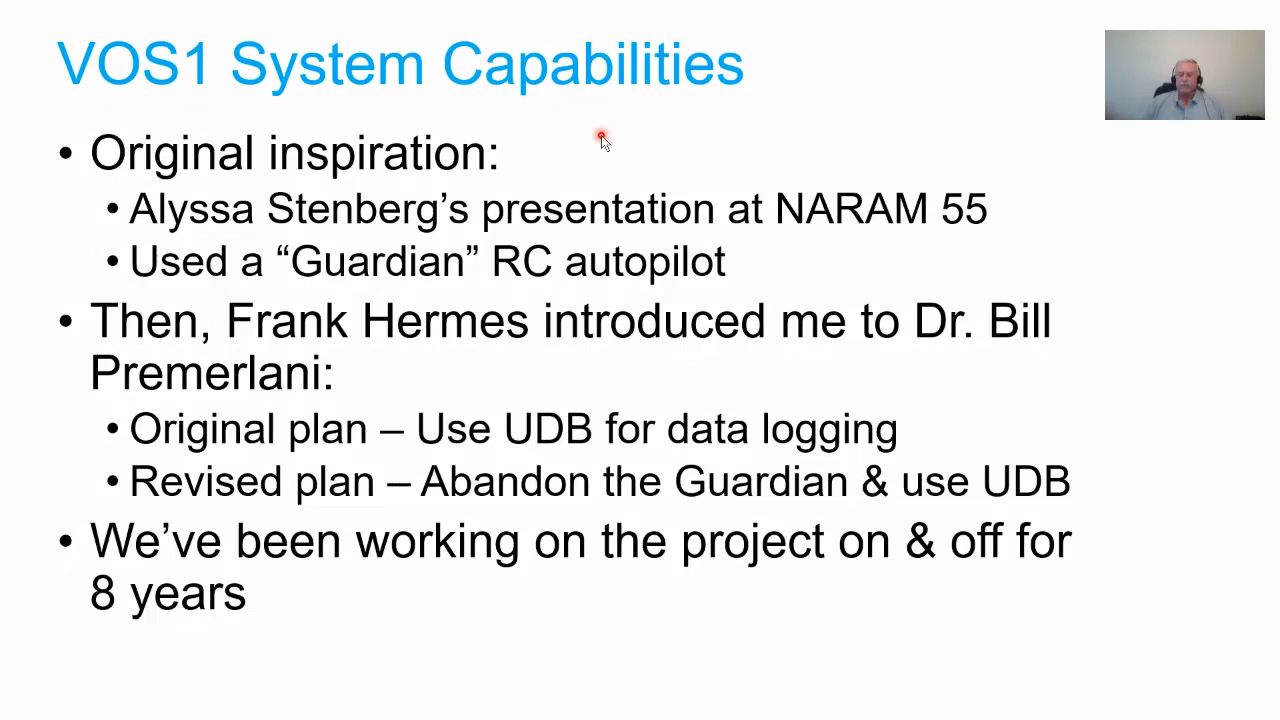 VOS1 System Capabilities
• Original inspiration:
• Alyssa Stenberg’s presentation at NARAM 55
• Used a “Guardian” RC autopilot
• Then, Frank Hermes introduced me to Dr. Bill
Premerlani:
• Original plan – Use UDB for data logging
• Revised plan – Abandon the Guardian & use UDB
• We’ve been working on the project on & off for
8 years